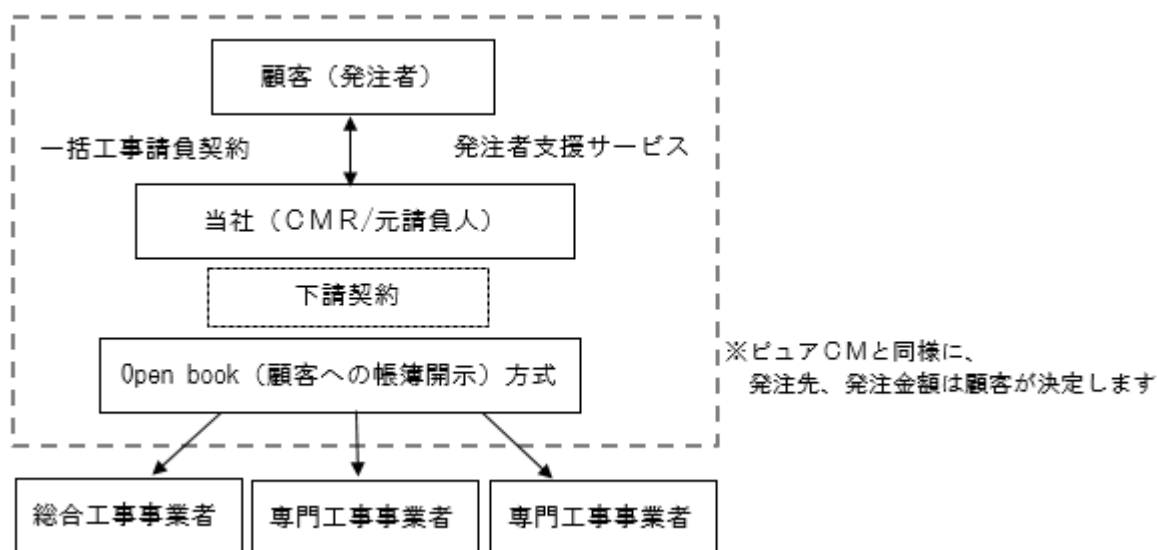 顧客（発注者）
一括工事請負契約
発注者支援サービス
当社（ＣＭＲ/元請負人）
下請契約
Open book（顧客への帳簿開示）方式
※ピュアＣＭと同様に、
発注先、発注金額は顧客が決定します
総合工事事業者
専門工事事業者
専門工事事業者